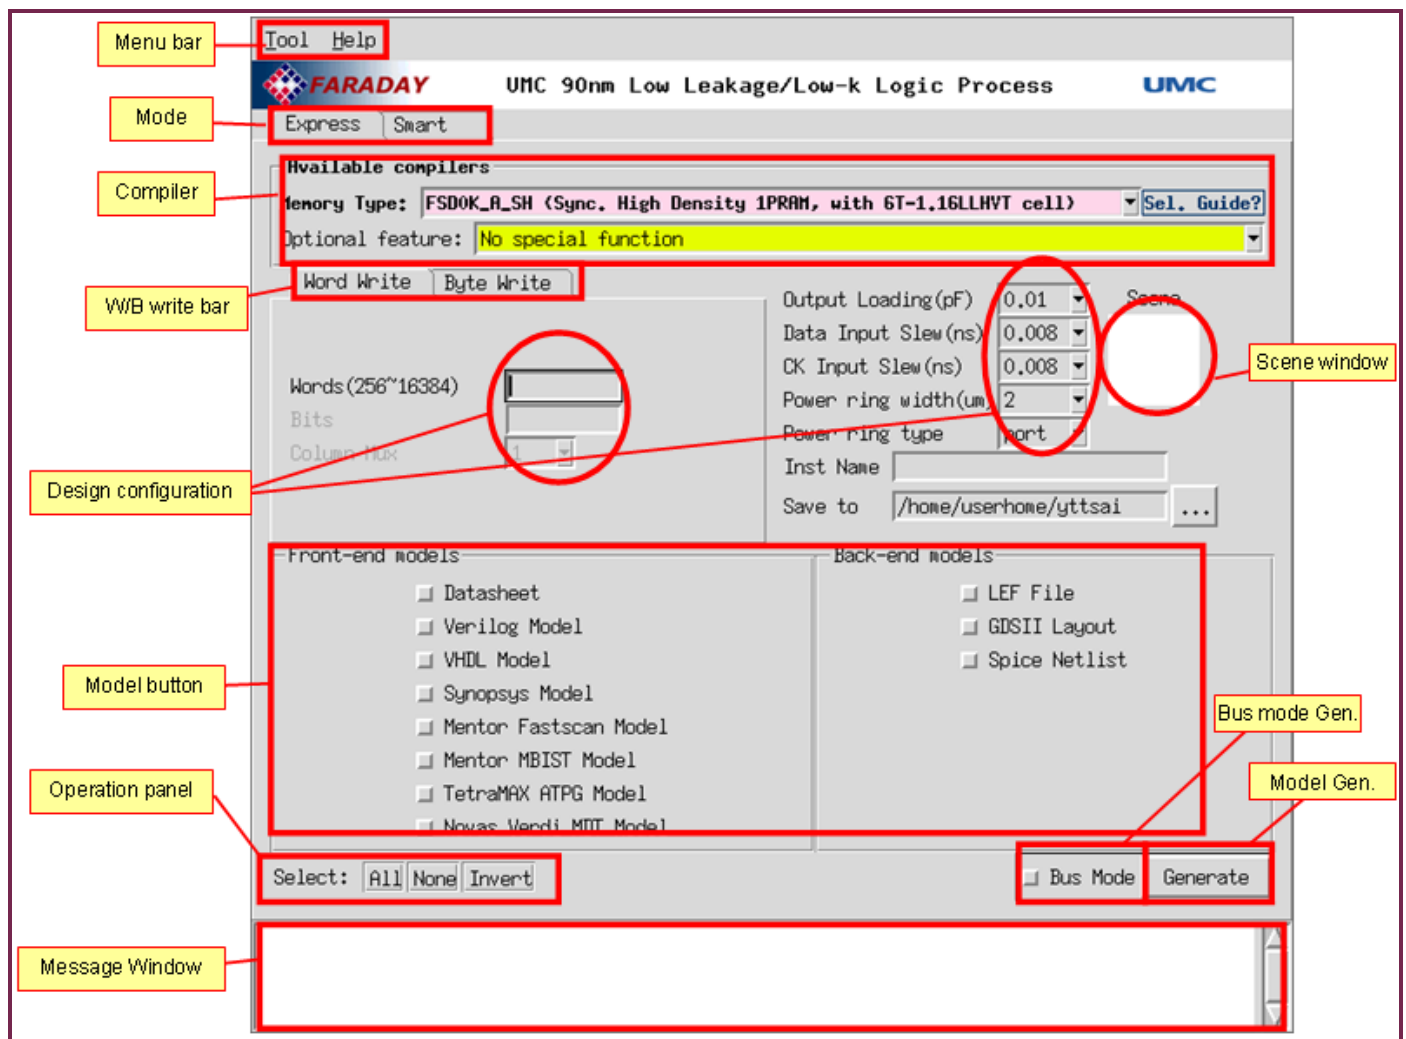 Menu bar
Tool Help
FARADAY UMC 90nm Low Leakage/Low-k Logic Process UMC
Mode
Express Smart
Available compilers
Compiler
Memory Type: FSD0K_A_SH (Sync. High Density 1PRAM, with 6T-1.16LLHVT cell) Sel. Guide?
Optional feature: No special function
Word Write Byte Write
W/B write bar
Output Loading(pF) 0.01 Scene
Data Input Slew(ns) 0.008
CK Input Slew(ns) 0.008
Scene window
Words(256~16384)
Power ring width(um) 2
Bits
Power ring type port
Column Mux 1
Inst Name
Design configuration
Save to /home/userhome/yttsai ...
Front-end models Back-end models
Datasheet LEF File
Verilog Model GDSII Layout
VHDL Model Spice Netlist
Model button
Synopsys Model
Bus mode Gen.
Mentor Fastscan Model
Mentor MBIST Model
Operation panel
Model Gen.
TetraMAX ATPG Model
Novas Verdi MDT Model
Select: All None Invert Bus Mode Generate
Message Window